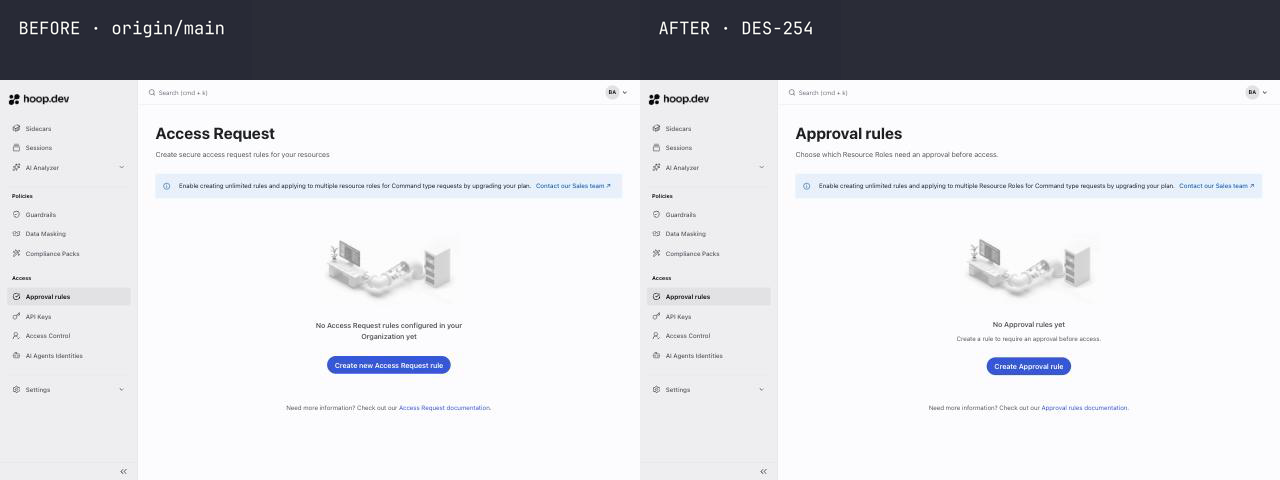 BEFORE · origin/main
hoop.dev
Search (cmd + k)
BA
Sidecars
Sessions
AI Analyzer
Policies
Guardrails
Data Masking
Compliance Packs
Access
Approval rules
API Keys
Access Control
AI Agents Identities
Settings
Access Request
Create secure access request rules for your resources
Enable creating unlimited rules and applying to multiple resource roles for Command type requests by upgrading your plan. Contact our Sales team ↗
No Access Request rules configured in your
Organization yet
Create new Access Request rule
Need more information? Check out our Access Request documentation.
AFTER · DES-254
hoop.dev
Search (cmd + k)
BA
Sidecars
Sessions
AI Analyzer
Policies
Guardrails
Data Masking
Compliance Packs
Access
Approval rules
API Keys
Access Control
AI Agents Identities
Settings
Approval rules
Choose which Resource Roles need an approval before access.
Enable creating unlimited rules and applying to multiple Resource Roles for Command type requests by upgrading your plan. Contact our Sales team ↗
No Approval rules yet
Create a rule to require an approval before access.
Create Approval rule
Need more information? Check out our Approval rules documentation.